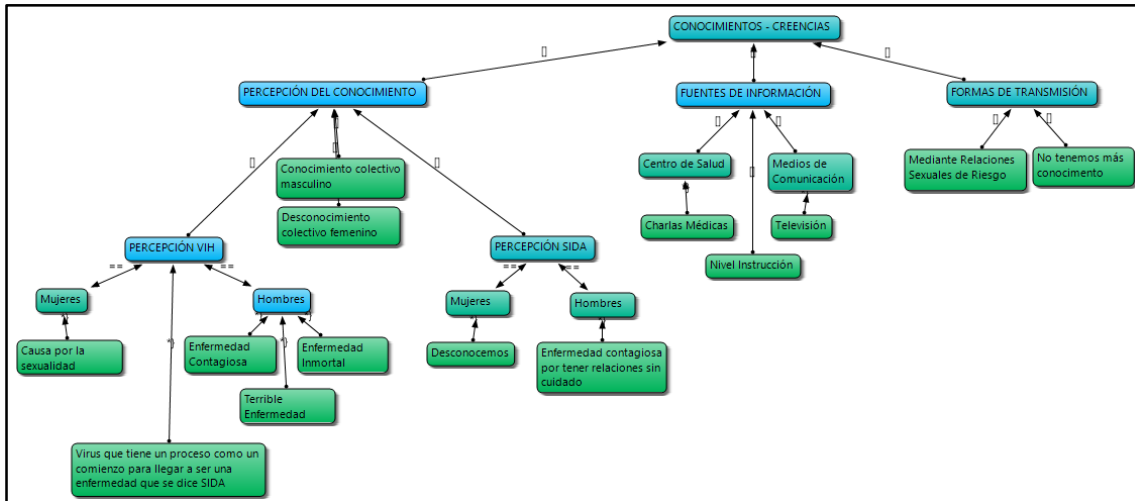 CONOCIMIENTOS - CREENCIAS
PERCEPCIÓN DEL CONOCIMIENTO
FUENTES DE INFORMACIÓN
FORMAS DE TRANSMISIÓN
Conocimiento colectivo
masculino
Desconocimiento
colectivo femenino
Centro de Salud
Medios de
Comunicación
Mediante Relaciones
Sexuales de Riesgo
No tenemos más
conocimento
Charlas Médicas
Televisión
Nivel Instrucción
PERCEPCIÓN VIH
PERCEPCIÓN SIDA
==
==
==
==
Mujeres
Hombres
Mujeres
Hombres
Causa por la
sexualidad
Enfermedad
Contagiosa
Enfermedad
Inmortal
Terrible
Enfermedad
Desconocemos
Enfermedad contagiosa
por tener relaciones sin
cuidado
Virus que tiene un proceso como un
comienzo para llegar a ser una
enfermedad que se dice SIDA